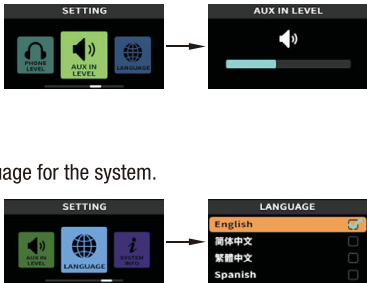 SETTING
PHONE
LEVEL
AUX IN
LEVEL
LANGUAGE
AUX IN LEVEL
uage for the system.
SETTING
AUX IN
LEVEL
LANGUAGE
SYSTEM
INFO
LANGUAGE
English
简体中文
繁體中文
Spanish